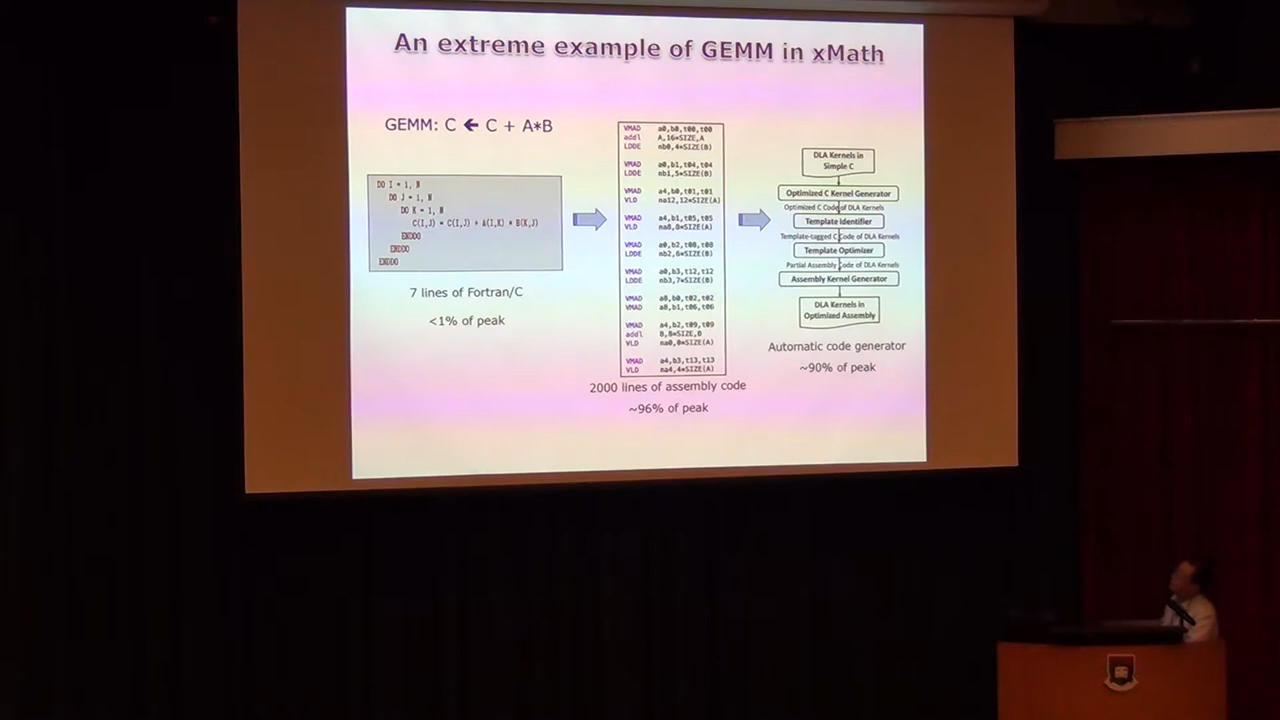 An extreme example of GEMM in xMath
GEMM: C ← C + A*B
DO I = 1, N
DO J = 1, N
DO K = 1, N
C(I,J) = C(I,J) + A(I,K) * B(K,J)
ENDDO
ENDDO
ENDDO
7 lines of Fortran/C
<1% of peak
VMAD a0,b0,t00,t00
addl A,16*SIZE,A
LDDE nb0,4*SIZE(B)
VMAD a0,b1,t04,t04
LDDE nb1,5*SIZE(B)
VMAD a4,b0,t01,t01
VLD na12,12*SIZE(A)
VMAD a4,b1,t05,t05
VLD na8,8*SIZE(A)
VMAD a0,b2,t08,t08
LDDE nb2,6*SIZE(B)
VMAD a0,b3,t12,t12
LDDE nb3,7*SIZE(B)
VMAD a8,b0,t02,t02
VMAD a8,b1,t06,t06
VMAD a4,b2,t09,t09
addl B,8*SIZE,B
VLD na0,0*SIZE(A)
VMAD a4,b3,t13,t13
VLD na4,4*SIZE(A)
2000 lines of assembly code
~96% of peak
DLA Kernels in
Simple C
Optimized C Kernel Generator
Optimized C Code of DLA Kernels
Template Identifier
Template-tagged C Code of DLA Kernels
Template Optimizer
Partial Assembly Code of DLA Kernels
Assembly Kernel Generator
DLA Kernels in
Optimized Assembly
Automatic code generator
~90% of peak